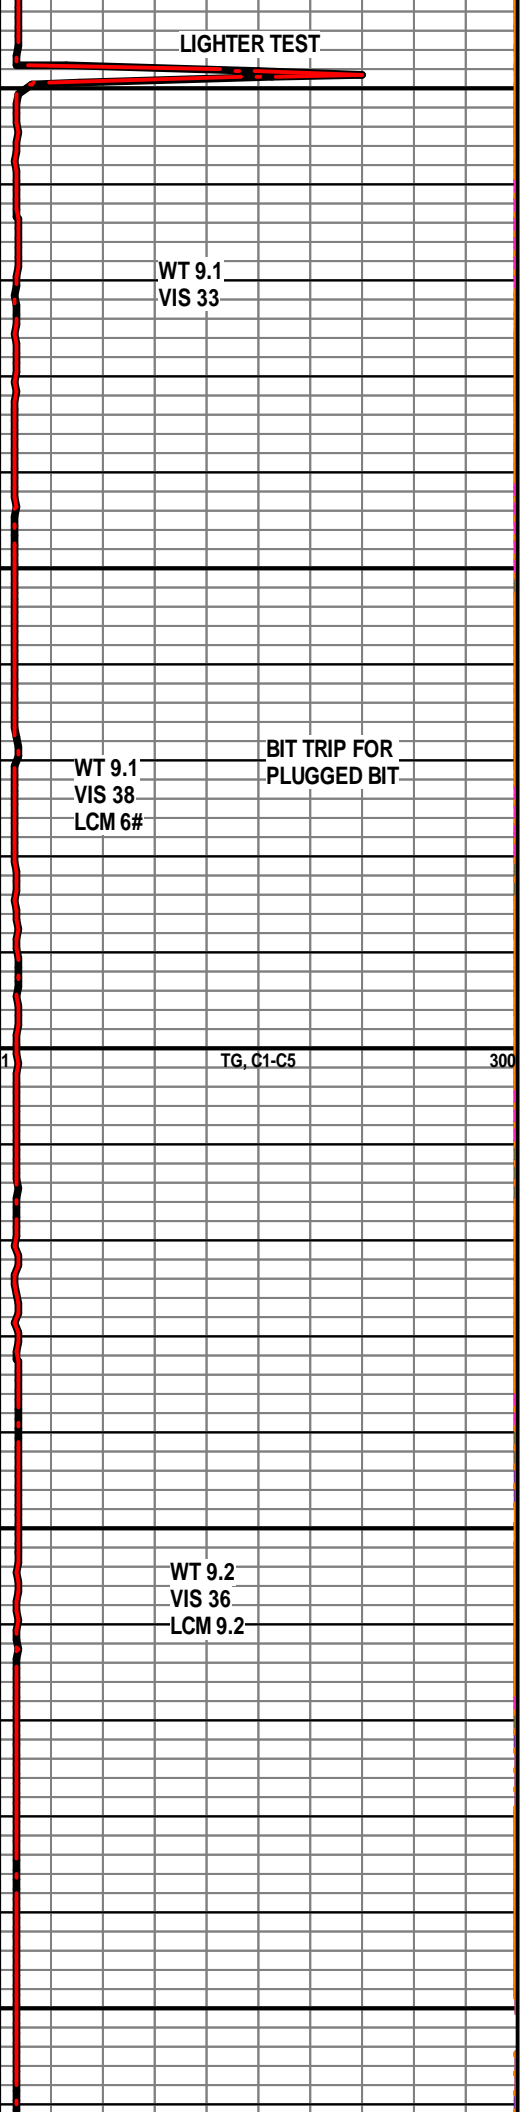 LIGHTER TEST
WT 9.1
VIS 33
BIT TRIP FOR
PLUGGED BIT
WT 9.1
VIS 38
LCM 6#
1 TG, C1-C5 300
WT 9.2
VIS 36
LCM 9.2